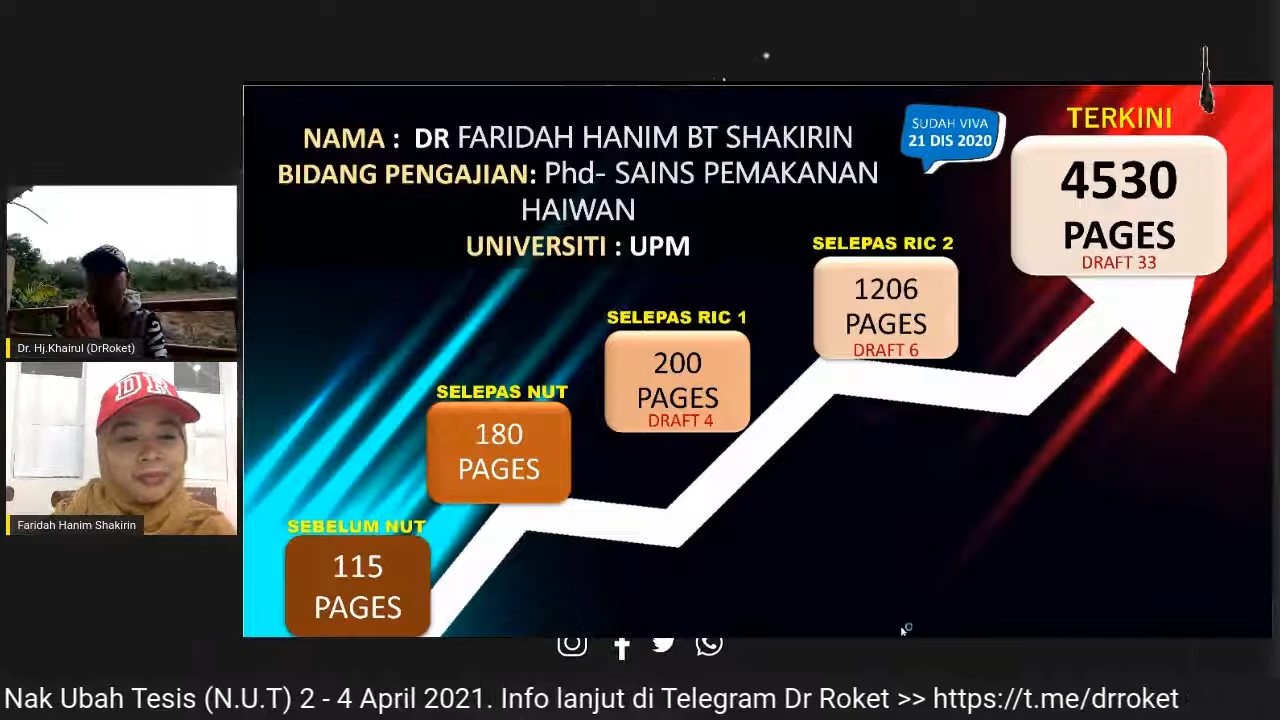 NAMA : DR FARIDAH HANIM BT SHAKIRIN
BIDANG PENGAJIAN: Phd- SAINS PEMAKANAN
HAIWAN
UNIVERSITI : UPM
SUDAH VIVA
21 DIS 2020
TERKINI
4530
PAGES
DRAFT 33
SELEPAS RIC 2
1206
PAGES
DRAFT 6
SELEPAS RIC 1
200
PAGES
DRAFT 4
SELEPAS NUT
180
PAGES
SEBELUM NUT
115
PAGES
Dr. Hj.Khairul (DrRoket)
DR
Faridah Hanim Shakirin
Nak Ubah Tesis (N.U.T) 2 - 4 April 2021. Info lanjut di Telegram Dr Roket >> https://t.me/drroket